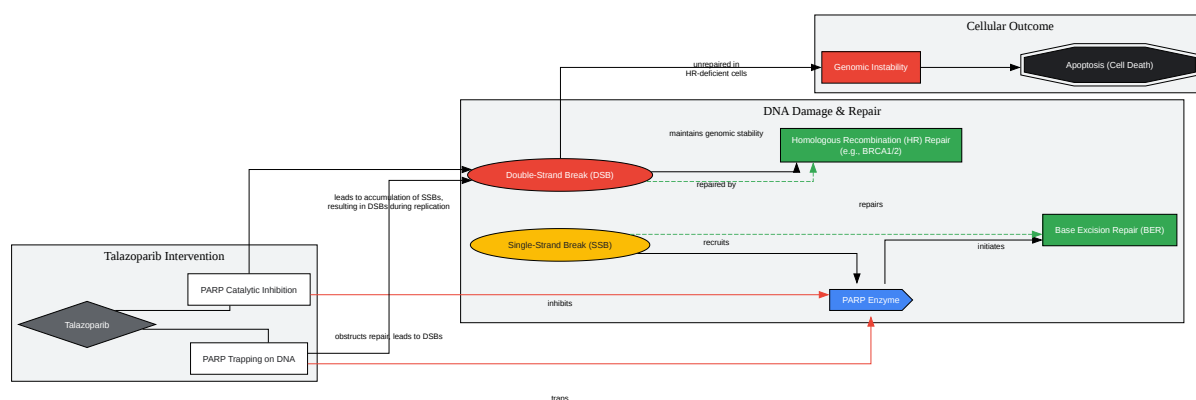 Cellular Outcome
unrepaired in
HR-deficient cells
Genomic Instability
Apoptosis (Cell Death)
DNA Damage & Repair
maintains genomic stability
Homologous Recombination (HR) Repair
(e.g., BRCA1/2)
Double-Strand Break (DSB)
repaired by
leads to accumulation of SSBs,
resulting in DSBs during replication
repairs
Base Excision Repair (BER)
Single-Strand Break (SSB)
recruits
initiates
Talazoparib Intervention
PARP Catalytic Inhibition
inhibits
PARP Enzyme
Talazoparib
obstructs repair, leads to DSBs
PARP Trapping on DNA